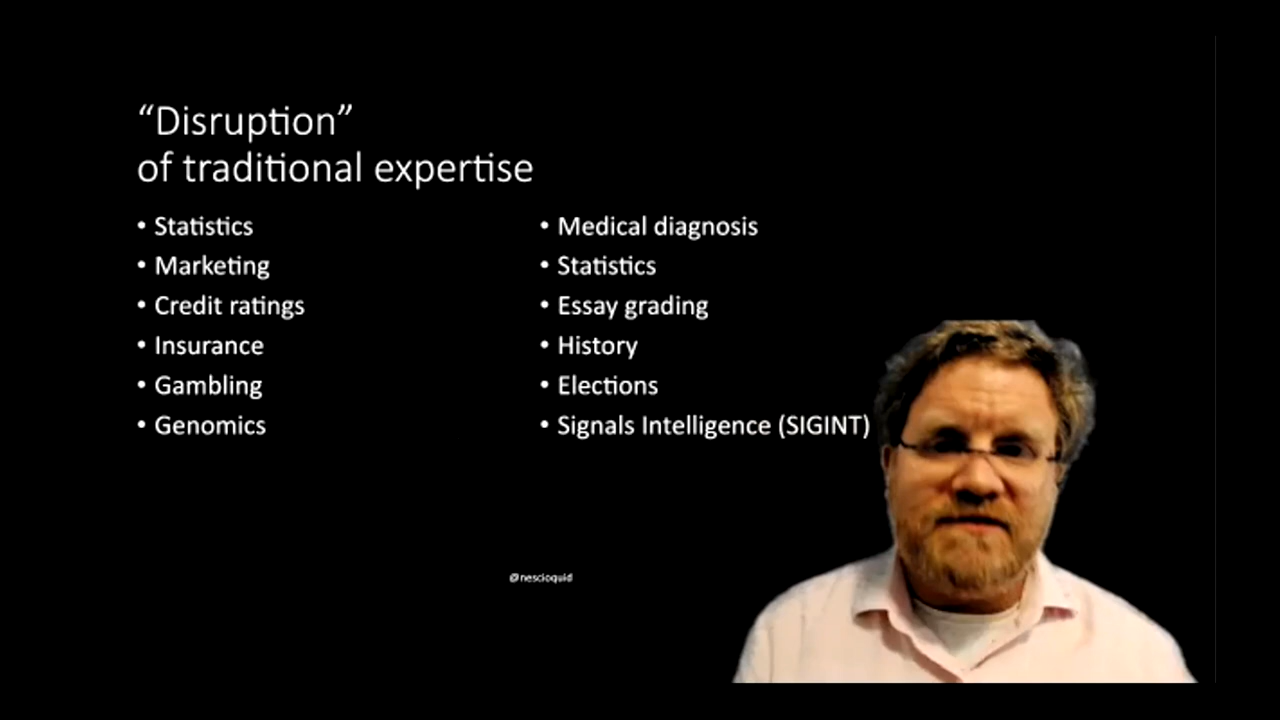 “Disruption”
of traditional expertise
• Statistics
• Marketing
• Credit ratings
• Insurance
• Gambling
• Genomics
• Medical diagnosis
• Statistics
• Essay grading
• History
• Elections
• Signals Intelligence (SIGINT)
@nescioquid